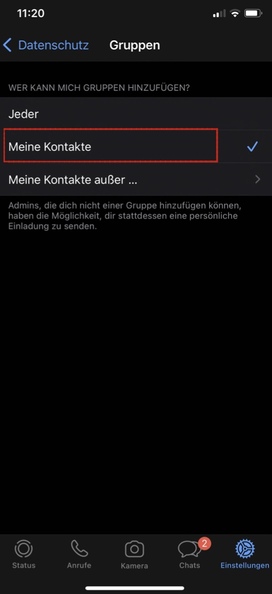 11:20
Datenschutz
Gruppen
WER KANN MICH GRUPPEN HINZUFÜGEN?
Jeder
Meine Kontakte
Meine Kontakte außer ...
Admins, die dich nicht einer Gruppe hinzufügen können,
haben die Möglichkeit, dir stattdessen eine persönliche
Einladung zu senden.
2
Status
Anrufe
Kamera
Chats
Einstellungen